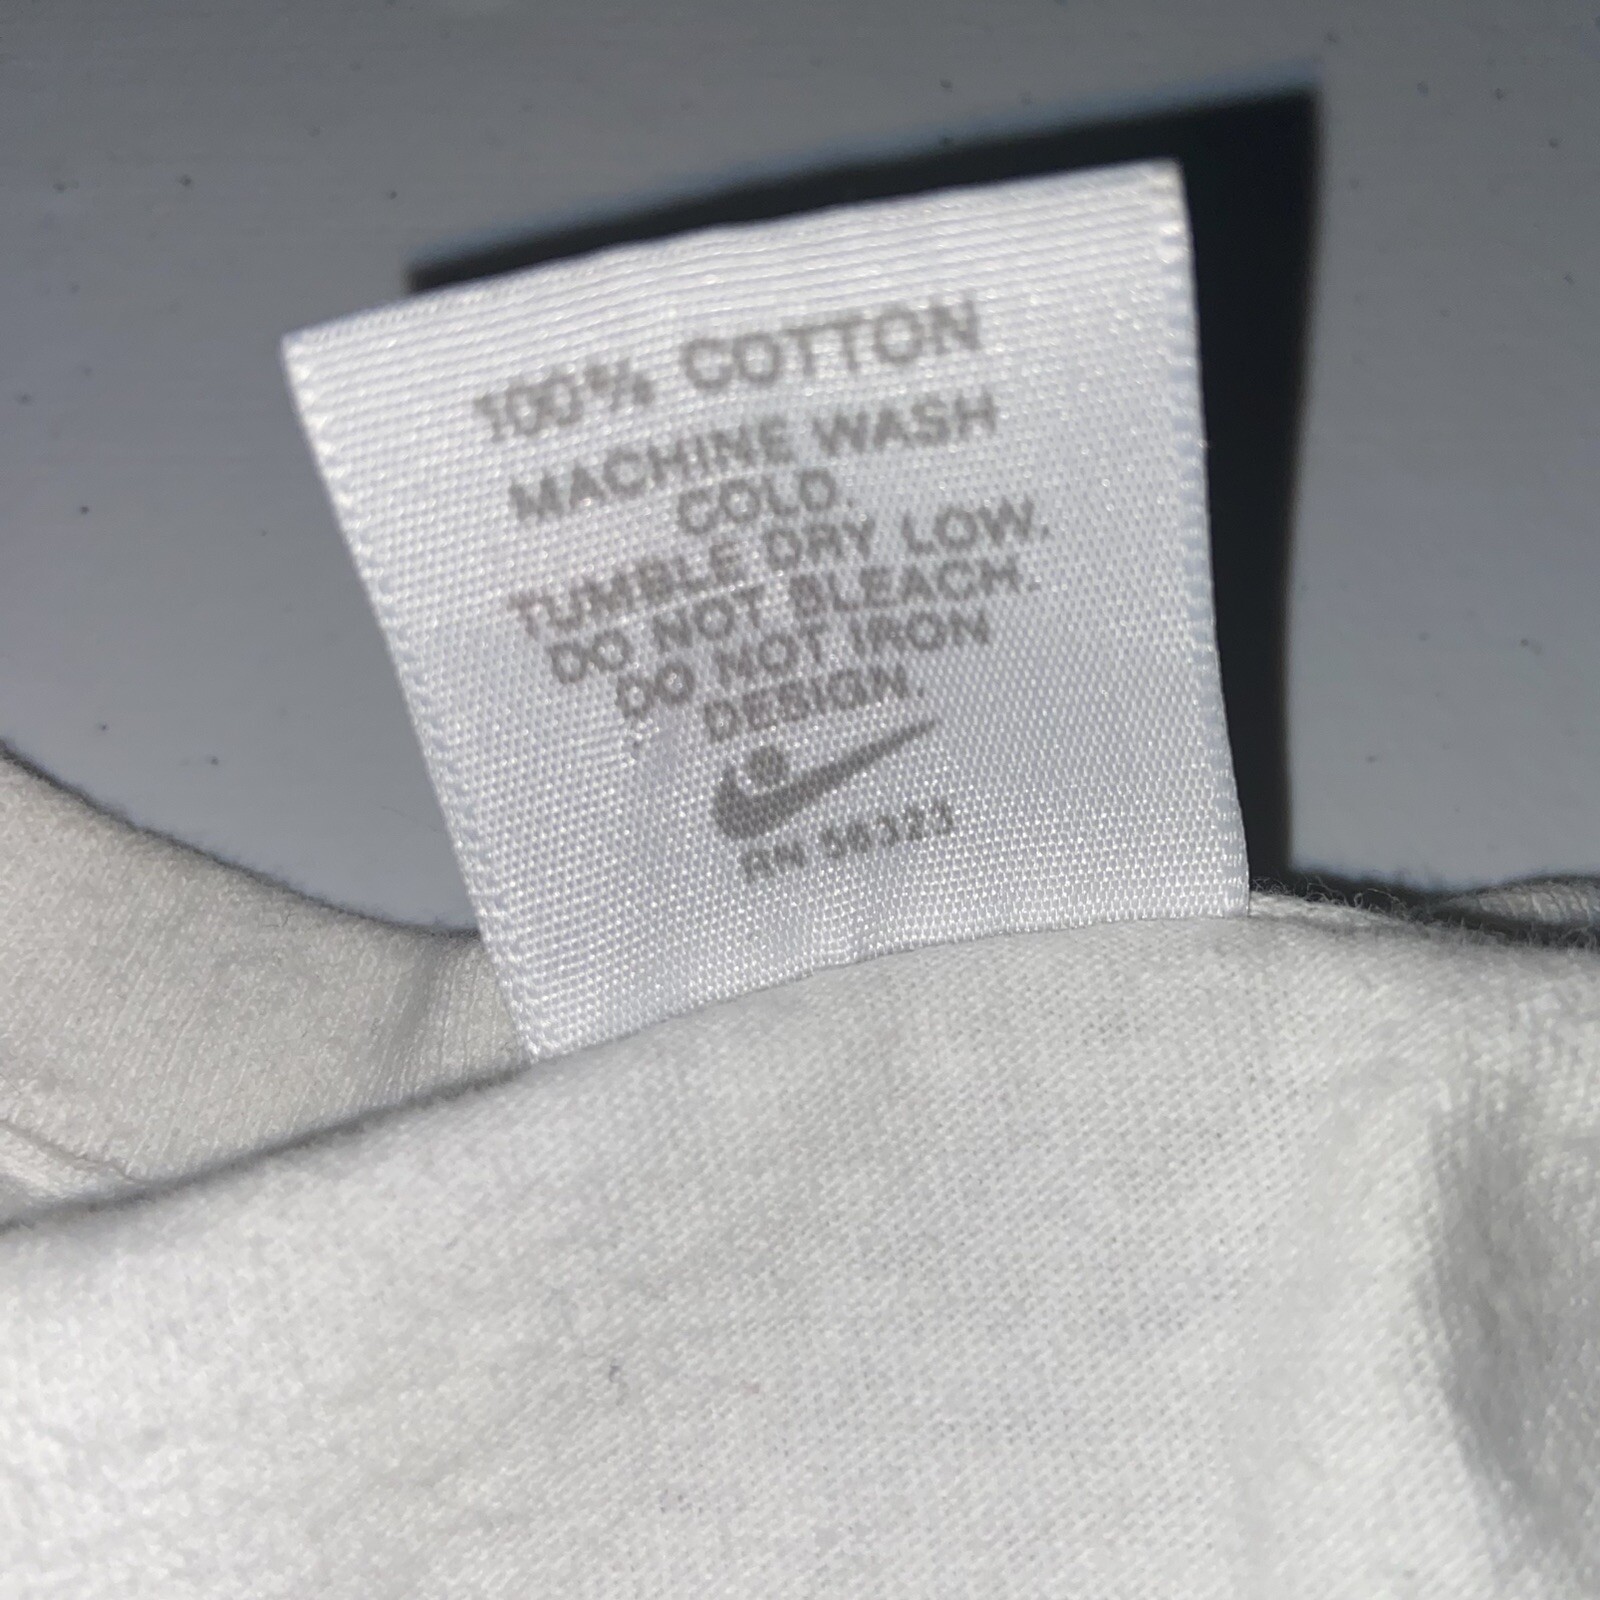 100% COTTON
MACHINE WASH
COLD.
TUMBLE DRY LOW.
DO NOT BLEACH.
DO NOT IRON
DESIGN.
®
RN 56323